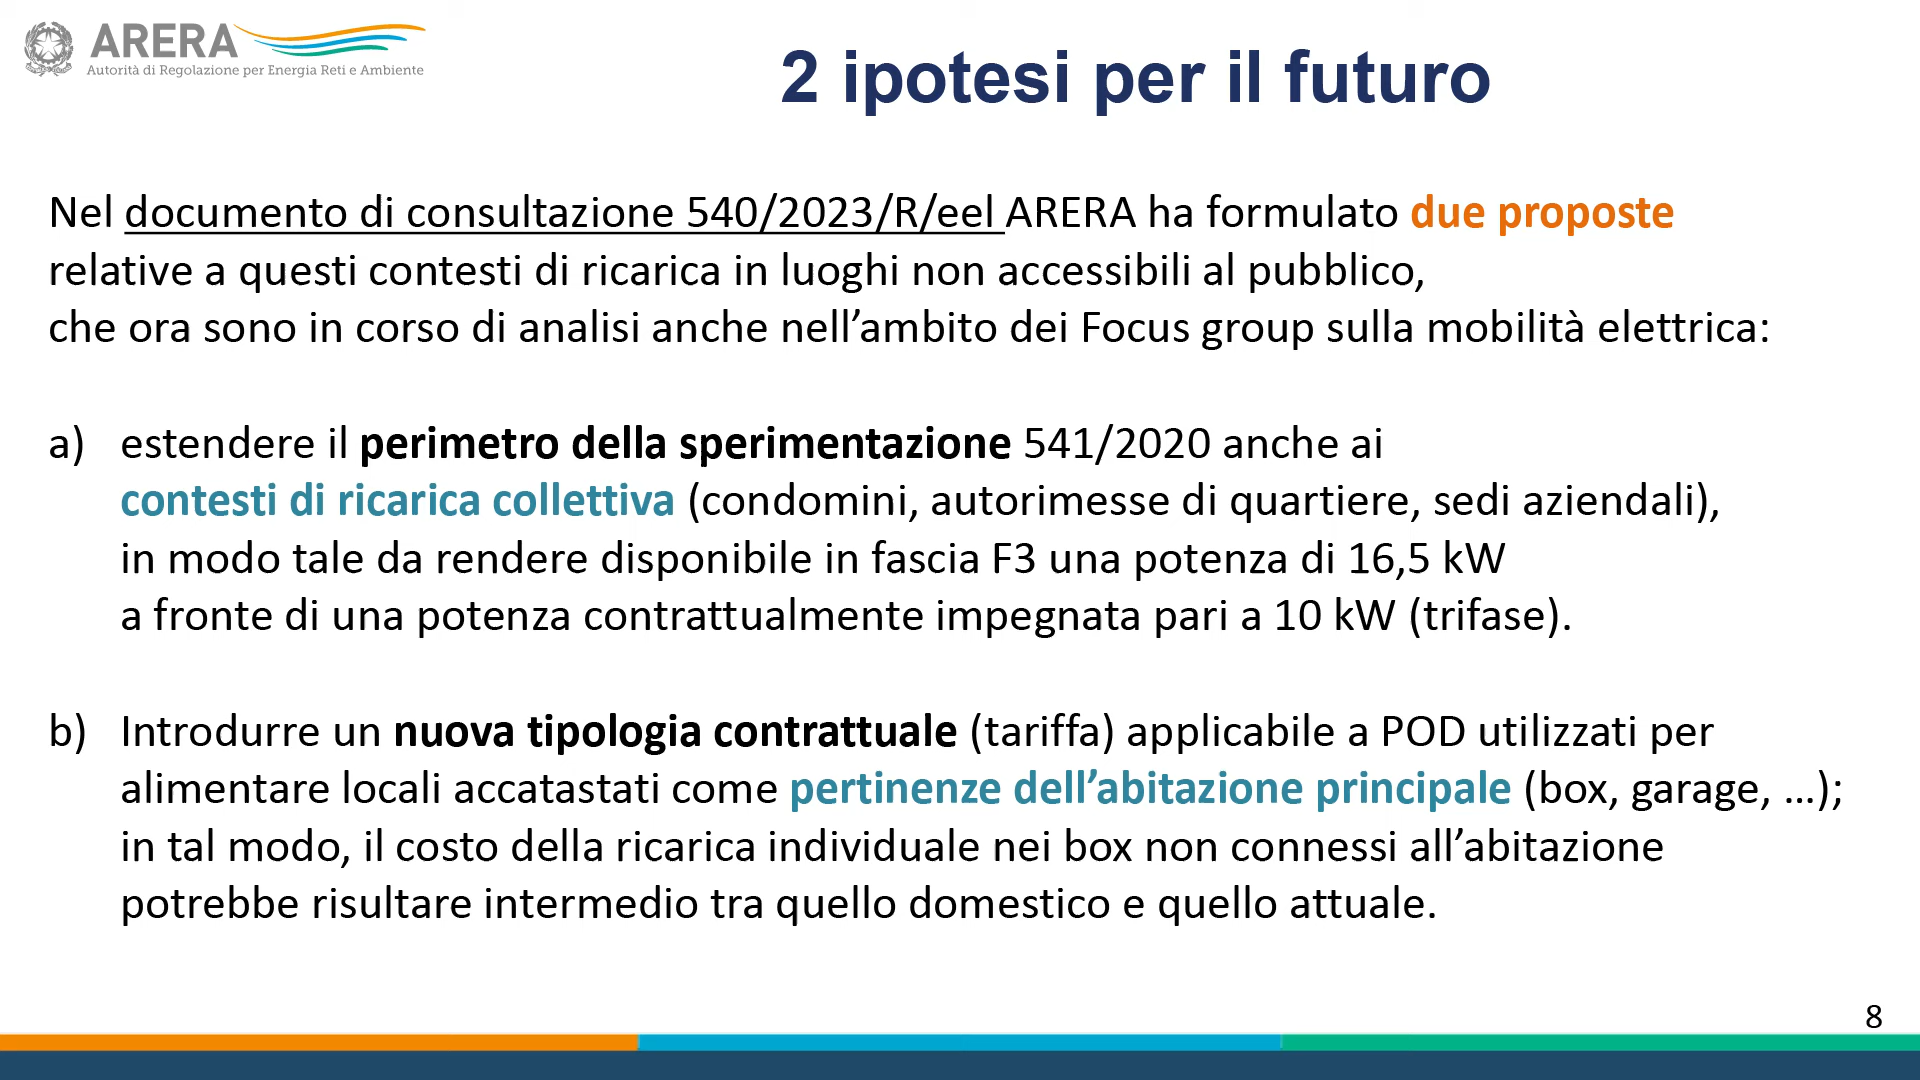 ARERA
Autorità di Regolazione per Energia Reti e Ambiente
2 ipotesi per il futuro
Nel documento di consultazione 540/2023/R/eel ARERA ha formulato due proposte
relative a questi contesti di ricarica in luoghi non accessibili al pubblico,
che ora sono in corso di analisi anche nell’ambito dei Focus group sulla mobilità elettrica:
a) estendere il perimetro della sperimentazione 541/2020 anche ai
contesti di ricarica collettiva (condomini, autorimesse di quartiere, sedi aziendali),
in modo tale da rendere disponibile in fascia F3 una potenza di 16,5 kW
a fronte di una potenza contrattualmente impegnata pari a 10 kW (trifase).
b) Introdurre un nuova tipologia contrattuale (tariffa) applicabile a POD utilizzati per
alimentare locali accatastati come pertinenze dell’abitazione principale (box, garage, …);
in tal modo, il costo della ricarica individuale nei box non connessi all’abitazione
potrebbe risultare intermedio tra quello domestico e quello attuale.
8